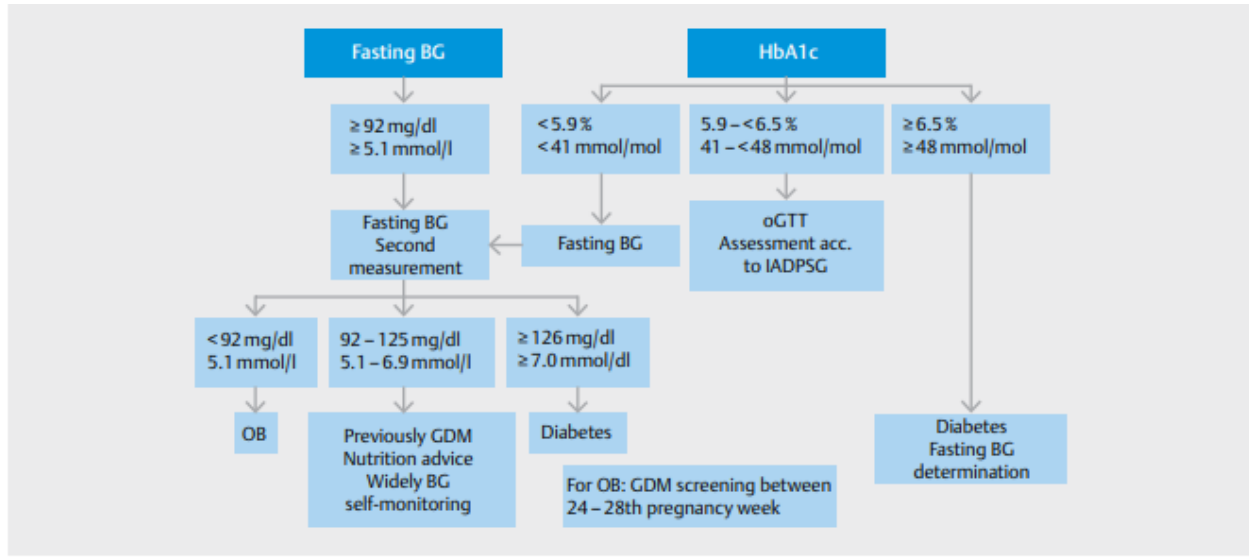 Fasting BG
HbA1c
≥ 92 mg/dl
≥ 5.1 mmol/l
< 5.9 %
< 41 mmol/mol
5.9 – < 6.5 %
41 – < 48 mmol/mol
≥ 6.5 %
≥ 48 mmol/mol
Fasting BG
Second
measurement
Fasting BG
oGTT
Assessment acc.
to IADPSG
< 92 mg/dl
5.1 mmol/l
92 – 125 mg/dl
5.1 – 6.9 mmol/l
≥ 126 mg/dl
≥ 7.0 mmol/dl
OB
Previously GDM
Nutrition advice
Widely BG
self-monitoring
Diabetes
Diabetes
Fasting BG
determination
For OB: GDM screening between
24 – 28th pregnancy week